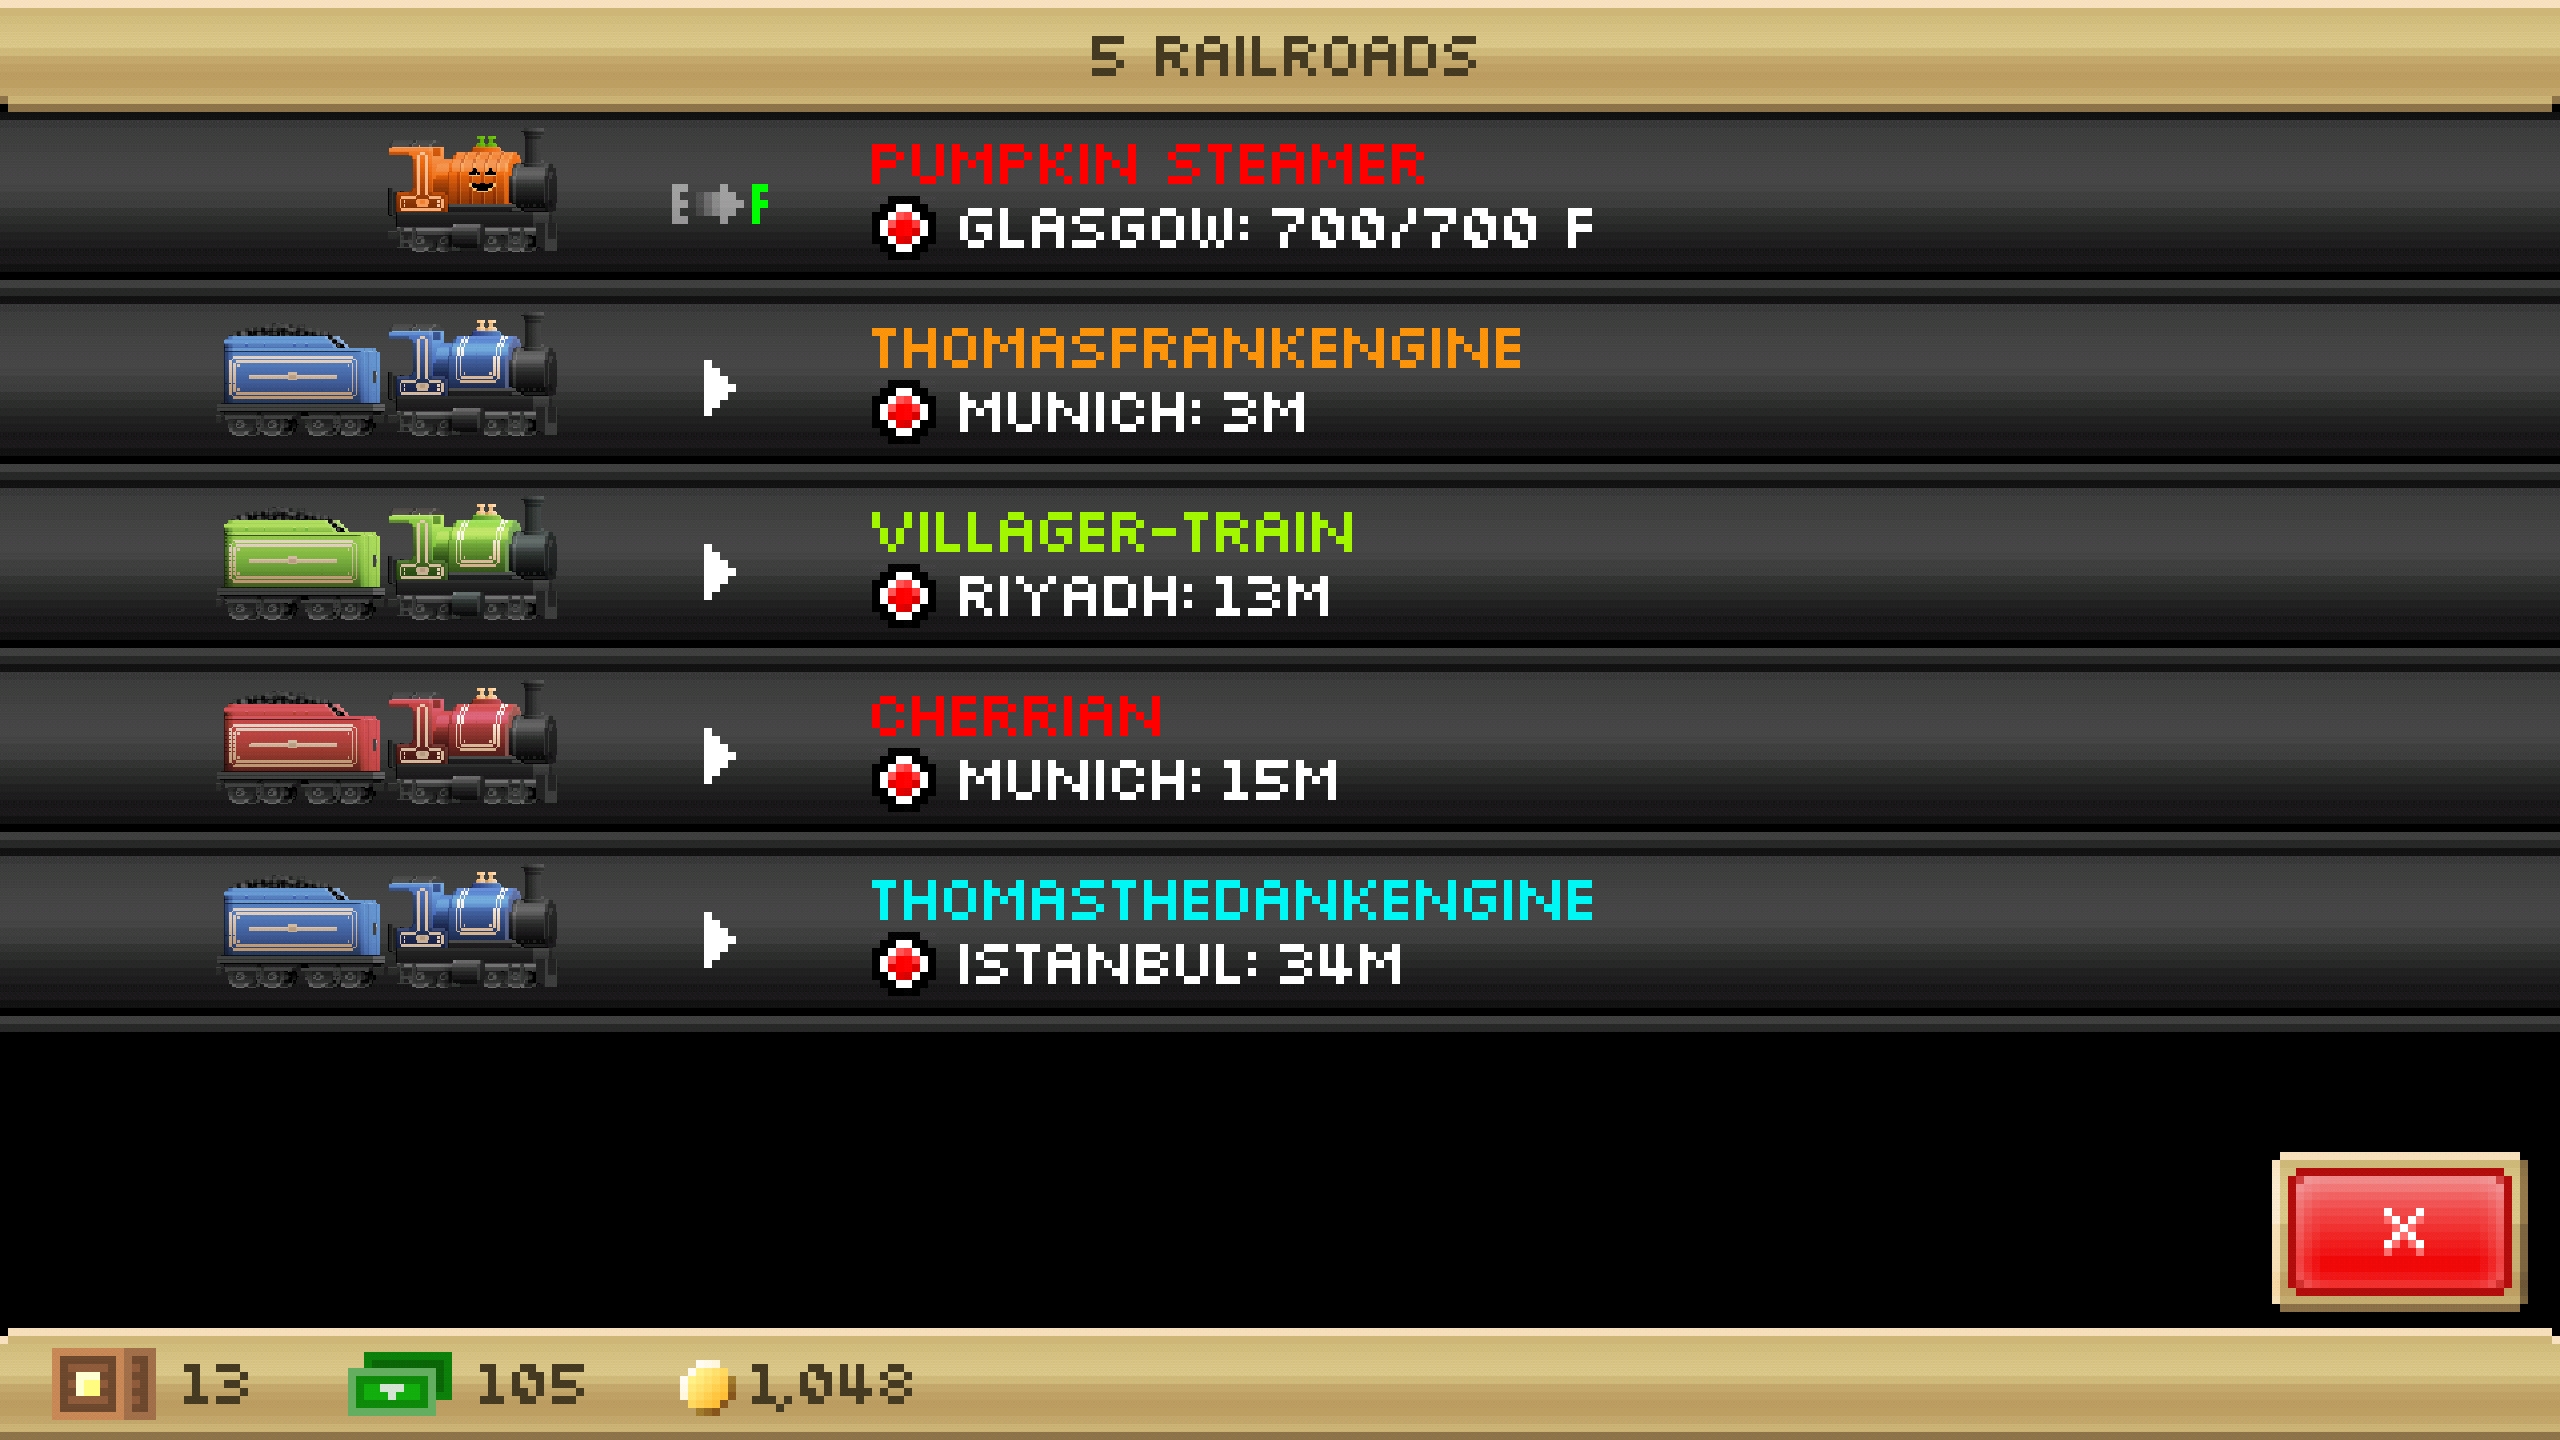 5 RAILROADS
PUMPKIN STEAMER
E F
GLASGOW: 700/700 F
THOMASFRANKENGINE
MUNICH: 3M
VILLAGER-TRAIN
RIYADH: 13M
CHERRIAN
MUNICH: 15M
THOMASTHEDANKENGINE
ISTANBUL: 34M
X
13 105 1,048